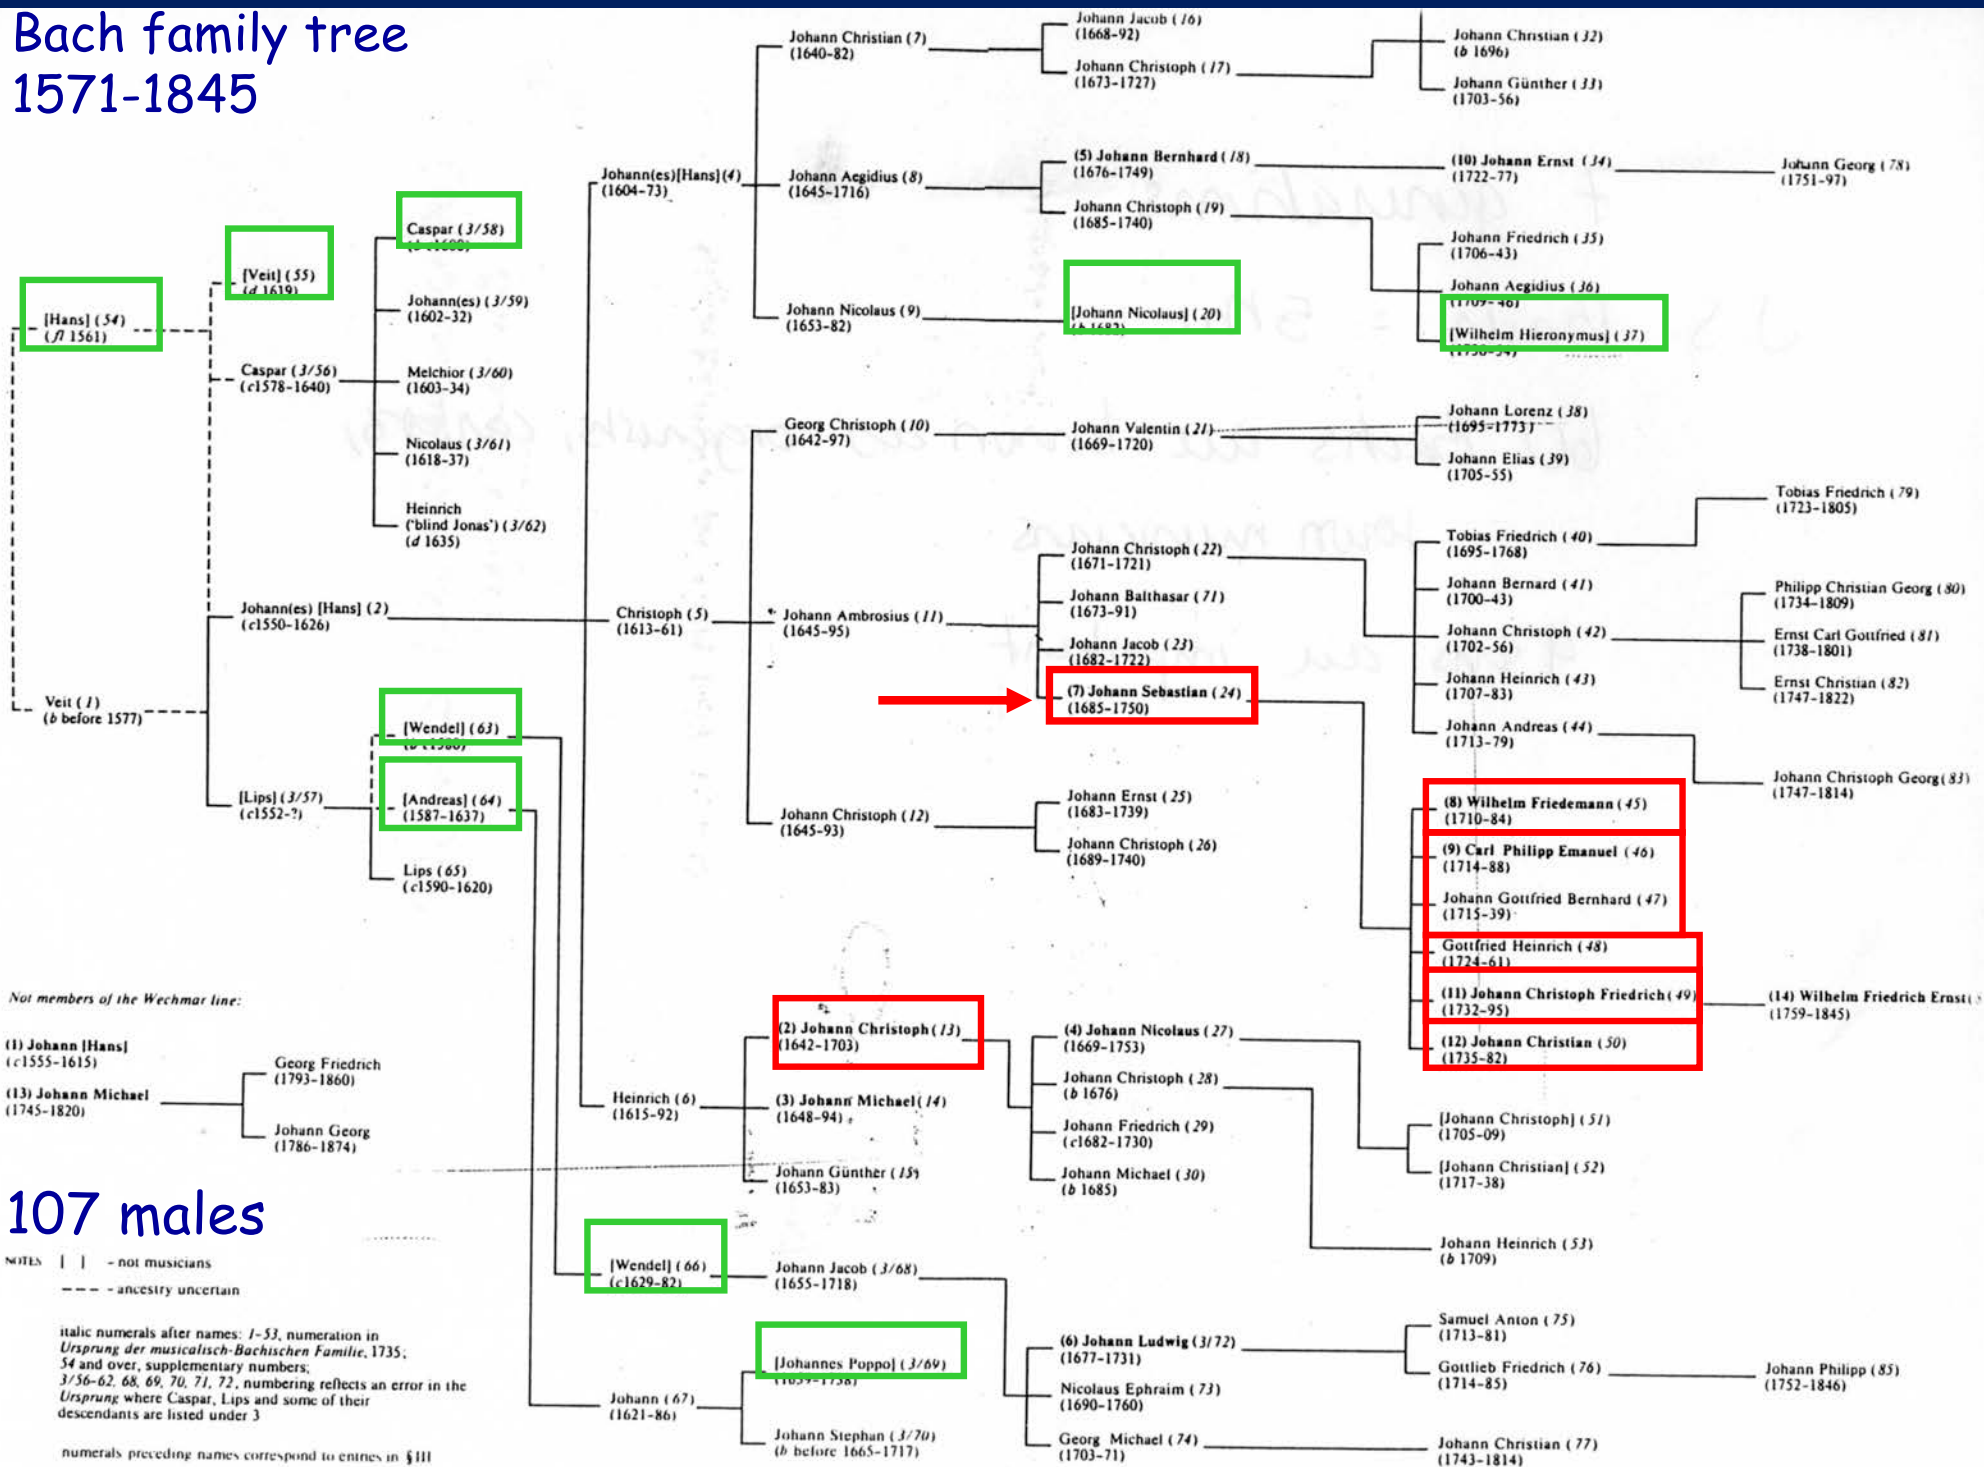 Bach family tree
1571-1845
[Hans] (54)
(fl 1561)
Veit (1)
(b before 1577)
[Veit] (55)
(d 1619)
Caspar (3/56)
(c1578-1640)
Johann(es) [Hans] (2)
(c1550-1626)
[Lips] (3/57)
(c1552-?)
Caspar (3/58)
Johann(es) (3/59)
(1602-32)
Melchior (3/60)
(1603-34)
Nicolaus (3/61)
(1618-37)
Heinrich
('blind Jonas') (3/62)
(d 1635)
[Wendel] (63)
[Andreas] (64)
(1587-1637)
Lips (65)
(c1590-1620)
Johann(es)[Hans] (4)
(1604-73)
Christoph (5)
(1613-61)
Heinrich (6)
(1615-92)
[Wendel] (66)
(c1629-82)
Johann (67)
(1621-86)
Johann Christian (7)
(1640-82)
Johann Aegidius (8)
(1645-1716)
Johann Nicolaus (9)
(1653-82)
Georg Christoph (10)
(1642-97)
Johann Ambrosius (11)
(1645-95)
Johann Christoph (12)
(1645-93)
(2) Johann Christoph (13)
(1642-1703)
(3) Johann Michael (14)
(1648-94)
Johann Günther (15)
(1653-83)
Johann Jacob (3/68)
(1655-1718)
[Johannes Poppo] (3/69)
Johann Stephan (3/70)
(b before 1665-1717)
Johann Jacob (16)
(1668-92)
Johann Christoph (17)
(1673-1727)
(5) Johann Bernhard (18)
(1676-1749)
Johann Christoph (19)
(1685-1740)
[Johann Nicolaus] (20)
Johann Valentin (21)
(1669-1720)
Johann Christoph (22)
(1671-1721)
Johann Balthasar (71)
(1673-91)
Johann Jacob (23)
(1682-1722)
(7) Johann Sebastian (24)
(1685-1750)
Johann Ernst (25)
(1683-1739)
Johann Christoph (26)
(1689-1740)
(4) Johann Nicolaus (27)
(1669-1753)
Johann Christoph (28)
(b 1676)
Johann Friedrich (29)
(c1682-1730)
Johann Michael (30)
(b 1685)
(6) Johann Ludwig (3/72)
(1677-1731)
Nicolaus Ephraim (73)
(1690-1760)
Georg Michael (74)
(1703-71)
Johann Christian (32)
(b 1696)
Johann Günther (33)
(1703-56)
(10) Johann Ernst (34)
(1722-77)
Johann Friedrich (35)
(1706-43)
Johann Aegidius (36)
(1709-46)
[Wilhelm Hieronymus] (37)
Johann Lorenz (38)
(1695-1773)
Johann Elias (39)
(1705-55)
Tobias Friedrich (40)
(1695-1768)
Johann Bernard (41)
(1700-43)
Johann Christoph (42)
(1702-56)
Johann Heinrich (43)
(1707-83)
Johann Andreas (44)
(1713-79)
(8) Wilhelm Friedemann (45)
(1710-84)
(9) Carl Philipp Emanuel (46)
(1714-88)
Johann Gottfried Bernhard (47)
(1715-39)
Gottfried Heinrich (48)
(1724-61)
(11) Johann Christoph Friedrich (49)
(1732-95)
(12) Johann Christian (50)
(1735-82)
[Johann Christoph] (51)
(1705-09)
[Johann Christian] (52)
(1717-38)
Johann Heinrich (53)
(b 1709)
Samuel Anton (75)
(1713-81)
Gottlieb Friedrich (76)
(1714-85)
Johann Christian (77)
(1743-1814)
Johann Georg (78)
(1751-97)
Tobias Friedrich (79)
(1723-1805)
Philipp Christian Georg (80)
(1734-1809)
Ernst Carl Gottfried (81)
(1738-1801)
Ernst Christian (82)
(1747-1822)
Johann Christoph Georg (83)
(1747-1814)
(14) Wilhelm Friedrich Ernst (
(1759-1845)
Johann Philipp (85)
(1752-1846)
Not members of the Wechmar line:
(1) Johann [Hans]
(c1555-1615)
(13) Johann Michael
(1745-1820)
Georg Friedrich
(1793-1860)
Johann Georg
(1786-1874)
107 males
NOTES [ ] - not musicians
--- - ancestry uncertain
italic numerals after names: 1-53, numeration in
Ursprung der musicalisch-Bachischen Familie, 1735;
54 and over, supplementary numbers;
3/56-62, 68, 69, 70, 71, 72, numbering reflects an error in the
Ursprung where Caspar, Lips and some of their
descendants are listed under 3
numerals preceding names correspond to entries in § III